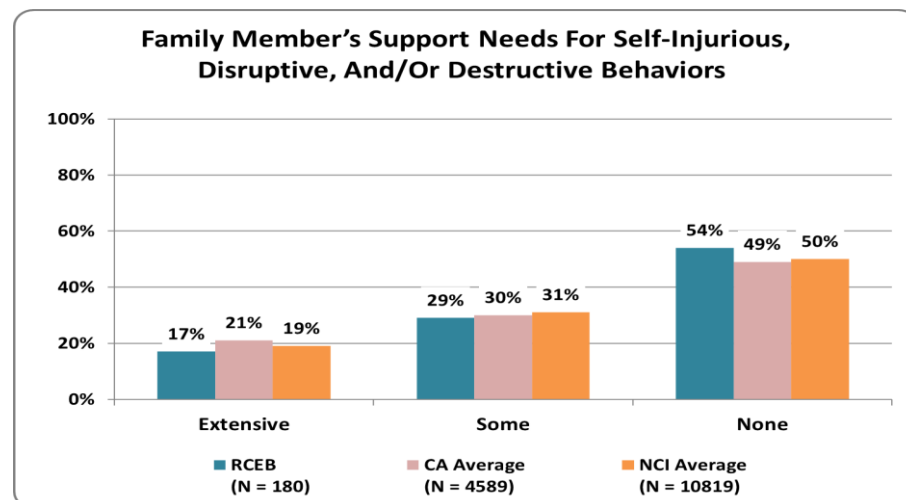 Family Member’s Support Needs For Self-Injurious,
Disruptive, And/Or Destructive Behaviors
100%
80%
60%
40%
20%
0%
17%
21%
19%
29%
30%
31%
54%
49%
50%
Extensive
Some
None
RCEB
(N = 180)
CA Average
(N = 4589)
NCI Average
(N = 10819)